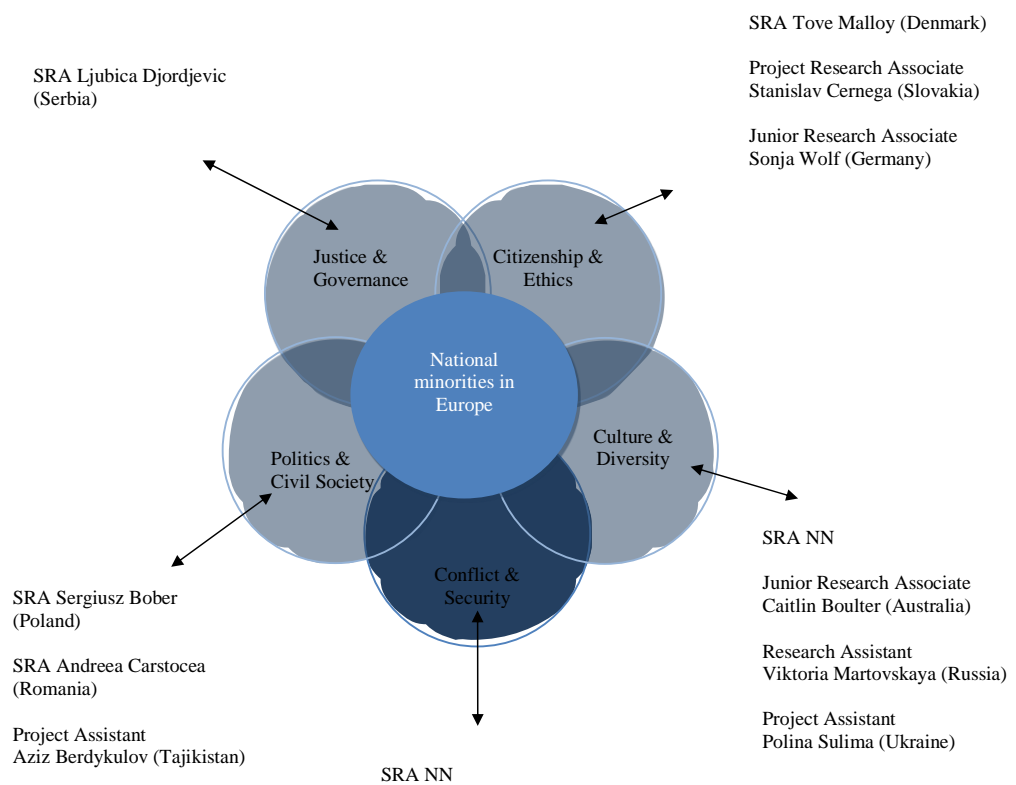 SRA Tove Malloy (Denmark)
Project Research Associate
Stanislav Cernega (Slovakia)
Junior Research Associate
Sonja Wolf (Germany)
SRA Ljubica Djordjevic
(Serbia)
Justice &
Governance
Citizenship &
Ethics
National
minorities in
Europe
Culture &
Diversity
Politics &
Civil Society
Conflict &
Security
SRA NN
Junior Research Associate
Caitlin Boulter (Australia)
Research Assistant
Viktoria Martovskaya (Russia)
Project Assistant
Polina Sulima (Ukraine)
SRA Sergiusz Bober
(Poland)
SRA Andreea Carstocea
(Romania)
Project Assistant
Aziz Berdykulov (Tajikistan)
SRA NN